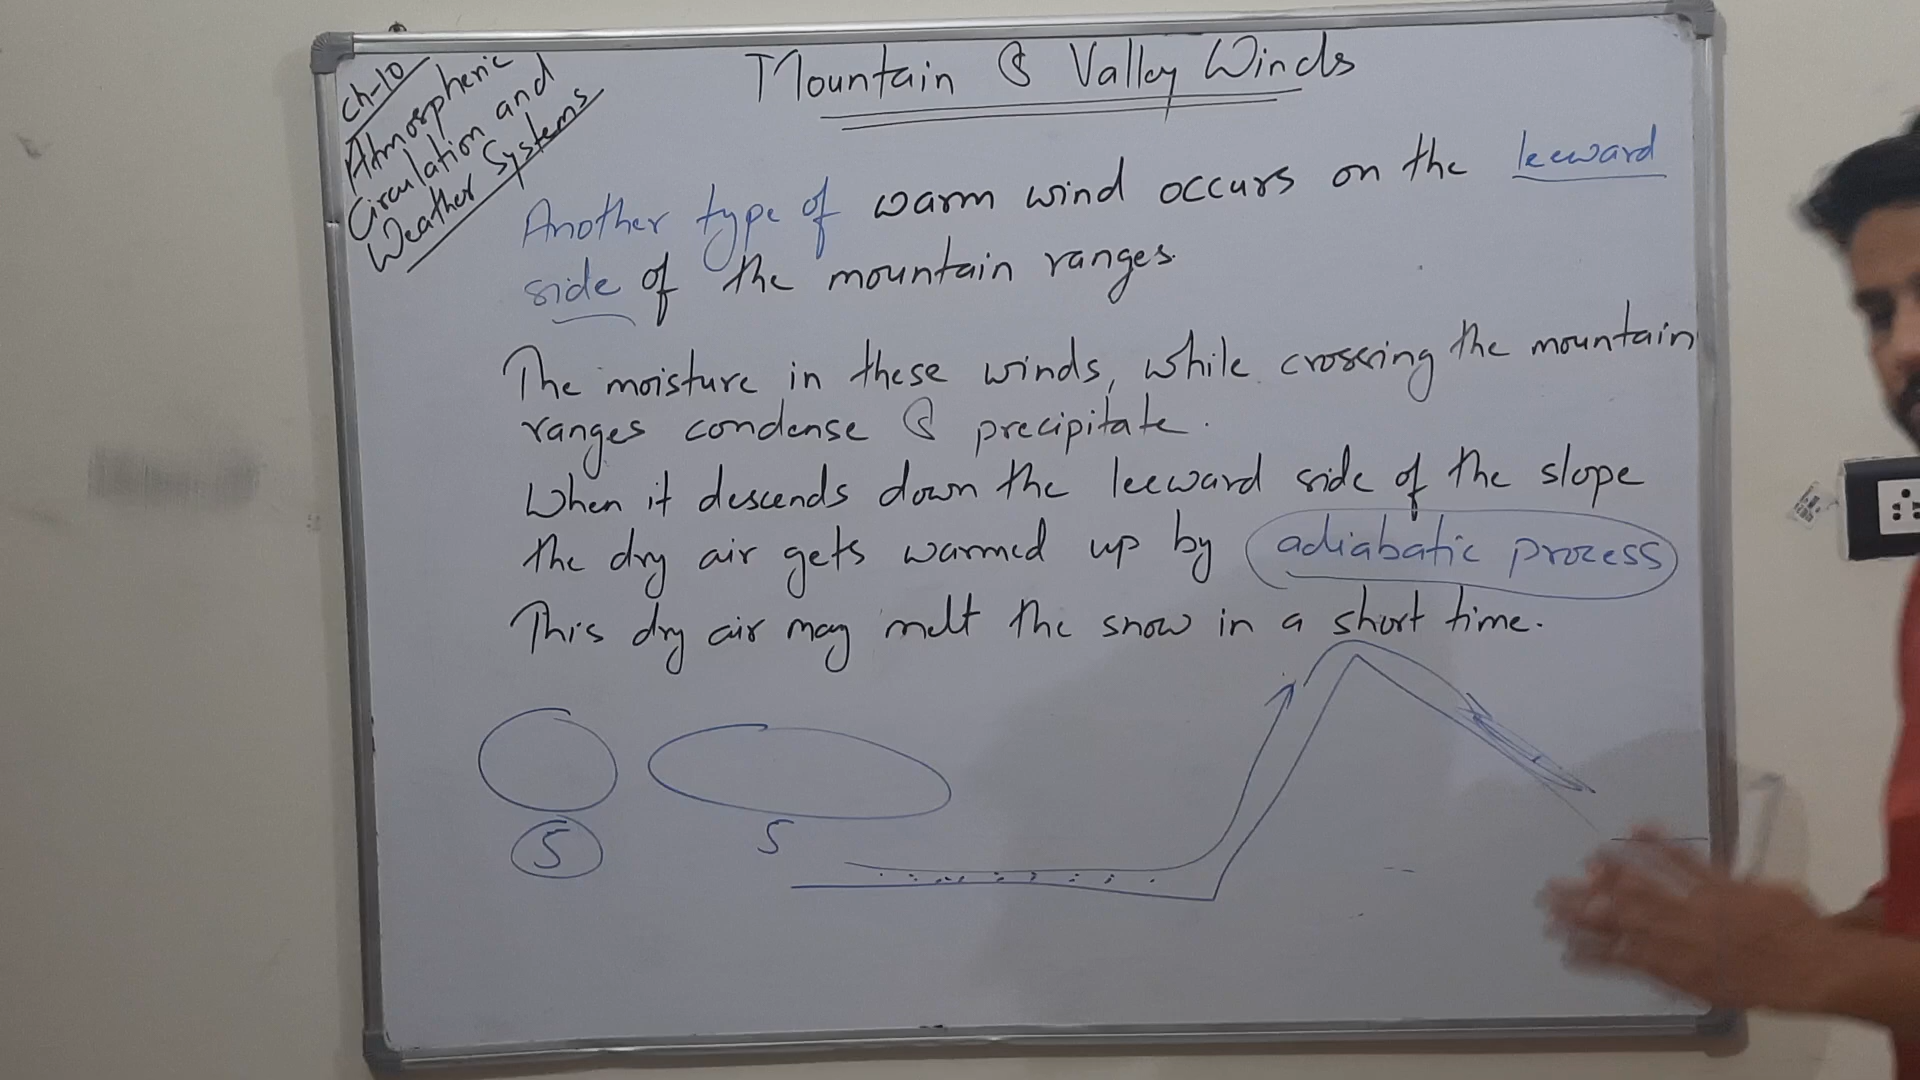 Ch-10
Atmospheric
Circulation and
Weather Systems
Mountain & Valley Winds
Another type of warm wind occurs on the leeward
side of the mountain ranges.
The moisture in these winds, while crossing the mountain
ranges condense & precipitate.
When it descends down the leeward side of the slope
the dry air gets warmed up by adiabatic process
This dry air may melt the snow in a short time.
5 5